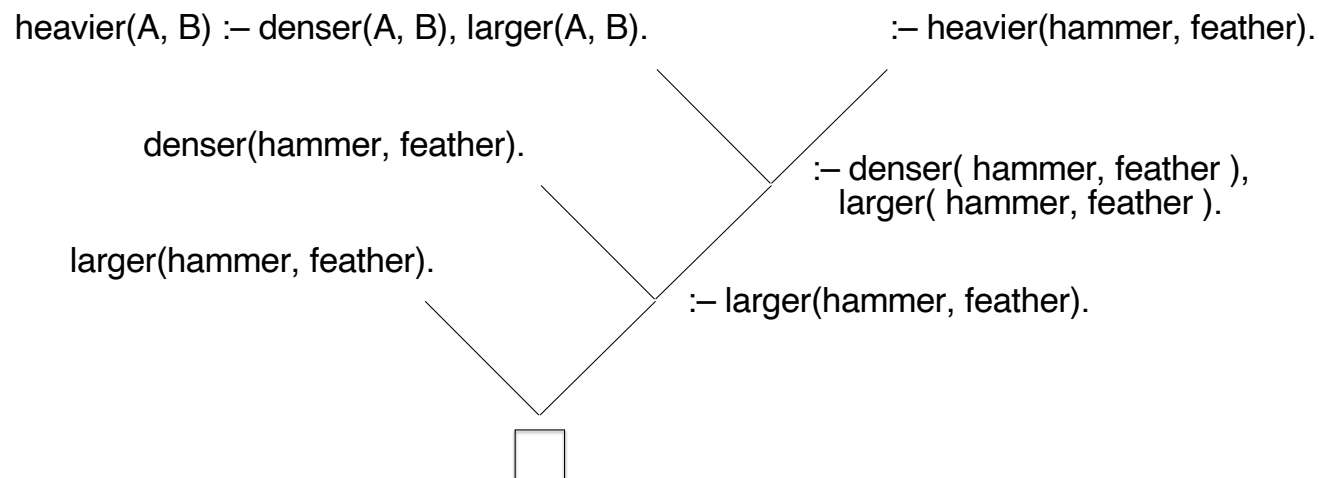 heavier(A, B) :– denser(A, B), larger(A, B).
:– heavier(hammer, feather).
denser(hammer, feather).
:– denser( hammer, feather ),
larger( hammer, feather ).
larger(hammer, feather).
:– larger(hammer, feather).